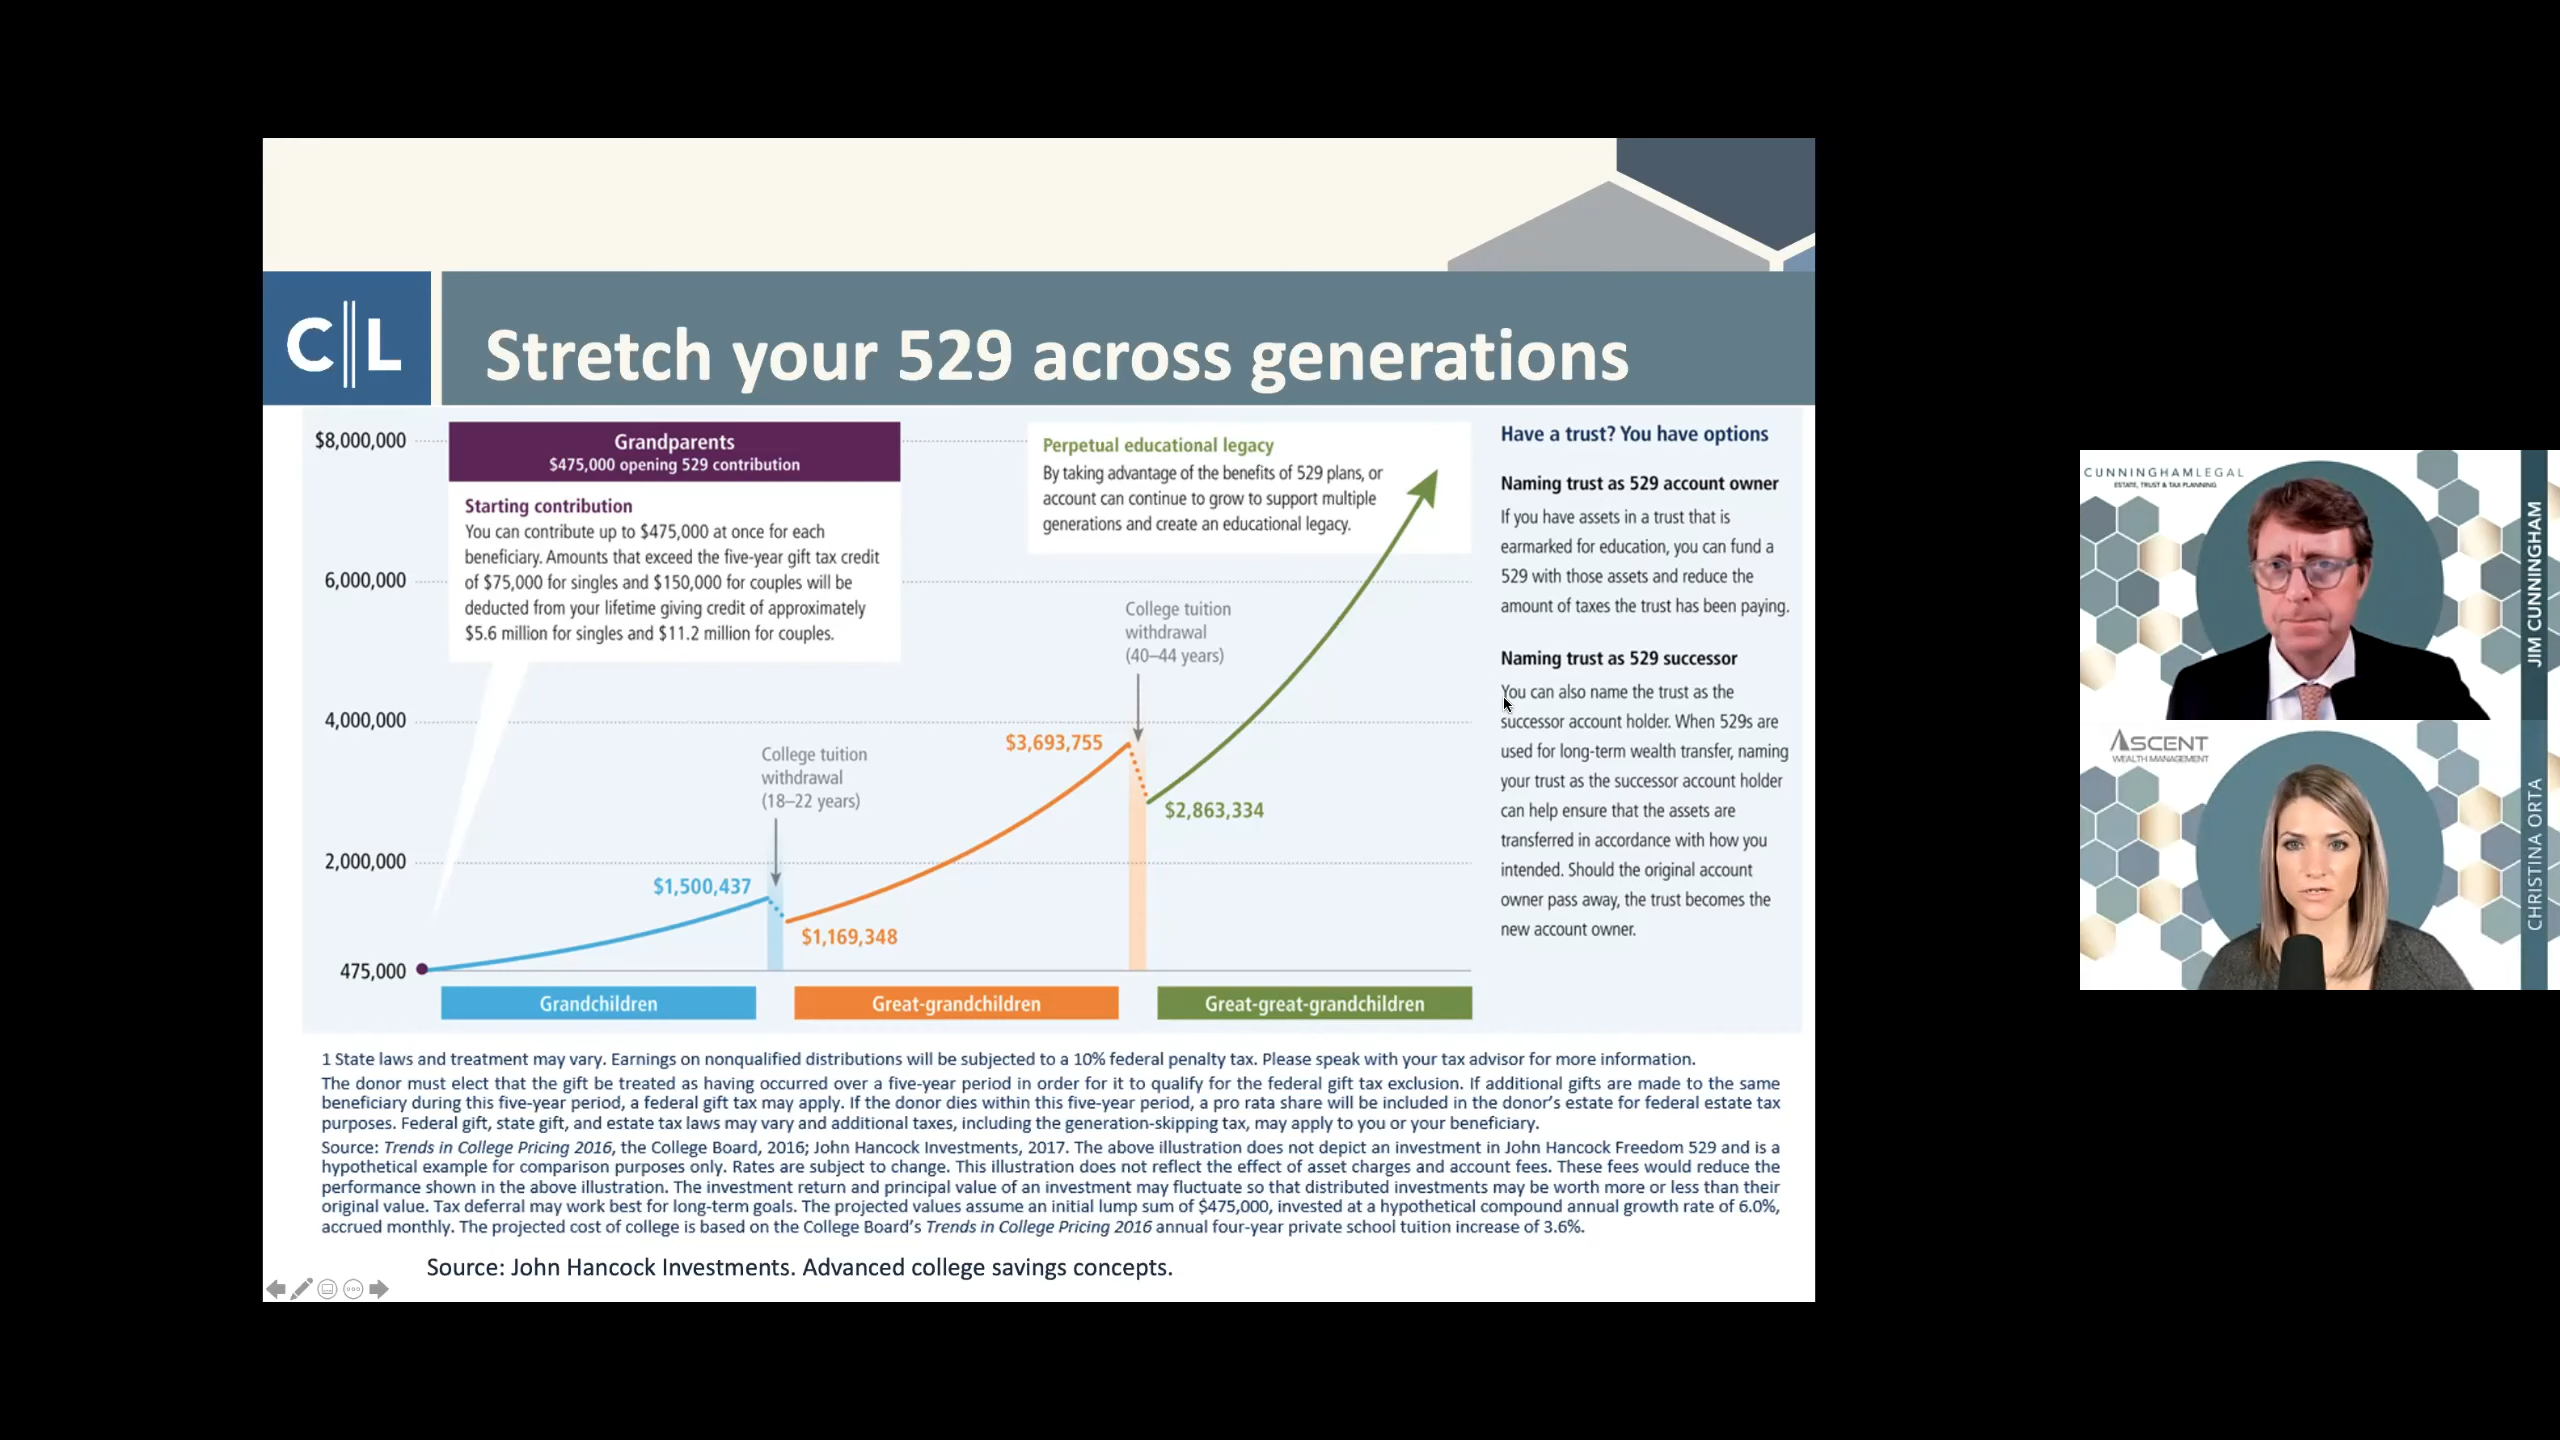 C L
Stretch your 529 across generations
$8,000,000
6,000,000
4,000,000
2,000,000
475,000
Grandparents
$475,000 opening 529 contribution
Starting contribution
You can contribute up to $475,000 at once for each
beneficiary. Amounts that exceed the five-year gift tax credit
of $75,000 for singles and $150,000 for couples will be
deducted from your lifetime giving credit of approximately
$5.6 million for singles and $11.2 million for couples.
Perpetual educational legacy
By taking advantage of the benefits of 529 plans, or
account can continue to grow to support multiple
generations and create an educational legacy.
College tuition
withdrawal
(18–22 years)
College tuition
withdrawal
(40–44 years)
$1,500,437
$1,169,348
$3,693,755
$2,863,334
Grandchildren
Great-grandchildren
Great-great-grandchildren
Have a trust? You have options
Naming trust as 529 account owner
If you have assets in a trust that is
earmarked for education, you can fund a
529 with those assets and reduce the
amount of taxes the trust has been paying.
Naming trust as 529 successor
You can also name the trust as the
successor account holder. When 529s are
used for long-term wealth transfer, naming
your trust as the successor account holder
can help ensure that the assets are
transferred in accordance with how you
intended. Should the original account
owner pass away, the trust becomes the
new account owner.
1 State laws and treatment may vary. Earnings on nonqualified distributions will be subjected to a 10% federal penalty tax. Please speak with your tax advisor for more information.
The donor must elect that the gift be treated as having occurred over a five-year period in order for it to qualify for the federal gift tax exclusion. If additional gifts are made to the same
beneficiary during this five-year period, a federal gift tax may apply. If the donor dies within this five-year period, a pro rata share will be included in the donor's estate for federal estate tax
purposes. Federal gift, state gift, and estate tax laws may vary and additional taxes, including the generation-skipping tax, may apply to you or your beneficiary.
Source: Trends in College Pricing 2016, the College Board, 2016; John Hancock Investments, 2017. The above illustration does not depict an investment in John Hancock Freedom 529 and is a
hypothetical example for comparison purposes only. Rates are subject to change. This illustration does not reflect the effect of asset charges and account fees. These fees would reduce the
performance shown in the above illustration. The investment return and principal value of an investment may fluctuate so that distributed investments may be worth more or less than their
original value. Tax deferral may work best for long-term goals. The projected values assume an initial lump sum of $475,000, invested at a hypothetical compound annual growth rate of 6.0%,
accrued monthly. The projected cost of college is based on the College Board's Trends in College Pricing 2016 annual four-year private school tuition increase of 3.6%.
Source: John Hancock Investments. Advanced college savings concepts.
CUNNINGHAMLEGAL
ESTATE, TRUST & TAX PLANNING
JIM CUNNINGHAM
ASCENT
WEALTH MANAGEMENT
CHRISTINA ORTA